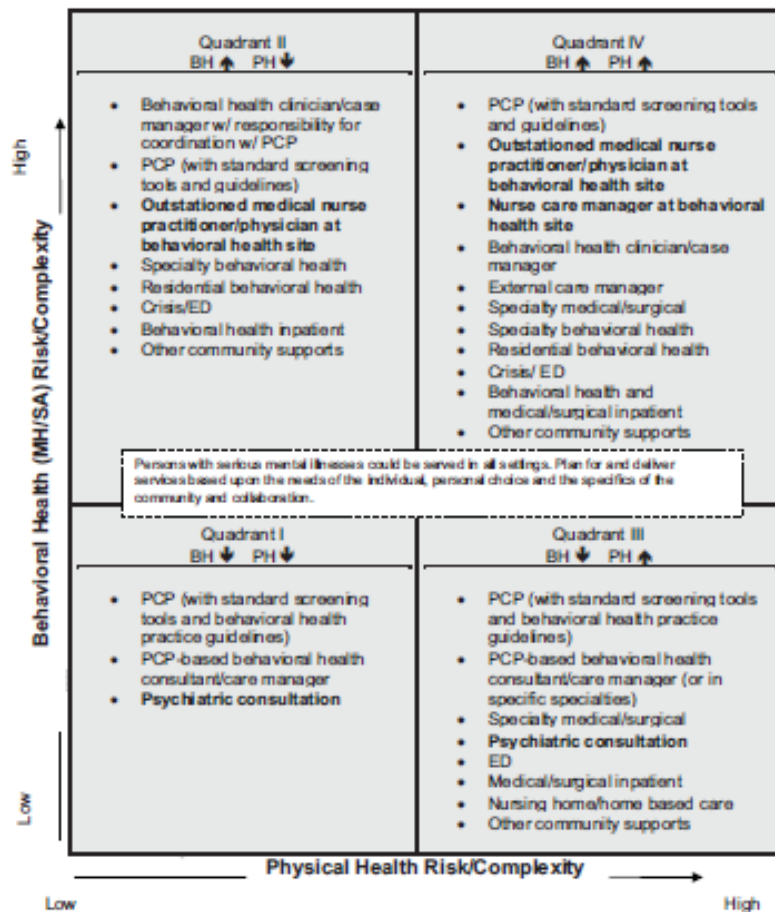 Quadrant II
BH PH
Behavioral health clinician/case
manager w/ responsibility for
coordination w/ PCP
PCP (with standard screening
tools and guidelines)
Outstationed medical nurse
practitioner/physician at
behavioral health site
Specialty behavioral health
Residential behavioral health
Crisis/ED
Behavioral health inpatient
Other community supports
Quadrant IV
BH PH
PCP (with standard screening tools
and guidelines)
Outstationed medical nurse
practitioner/physician at
behavioral health site
Nurse care manager at behavioral
health site
Behavioral health clinician/case
manager
External care manager
Specialty medical/surgical
Specialty behavioral health
Residential behavioral health
Crisis/ ED
Behavioral health and
medical/surgical inpatient
Other community supports
Persons with serious mental illnesses could be served in all settings. Plan for and deliver
services based upon the needs of the individual, personal choice and the specifics of the
community and collaboration.
Quadrant I
BH PH
PCP (with standard screening
tools and behavioral health
practice guidelines)
PCP-based behavioral health
consultant/care manager
Psychiatric consultation
Quadrant III
BH PH
PCP (with standard screening tools
and behavioral health practice
guidelines)
PCP-based behavioral health
consultant/care manager (or in
specific specialties)
Specialty medical/surgical
Psychiatric consultation
ED
Medical/surgical inpatient
Nursing home/home based care
Other community supports
High
Behavioral Health (MH/SA) Risk/Complexity
Low
Physical Health Risk/Complexity
Low
High